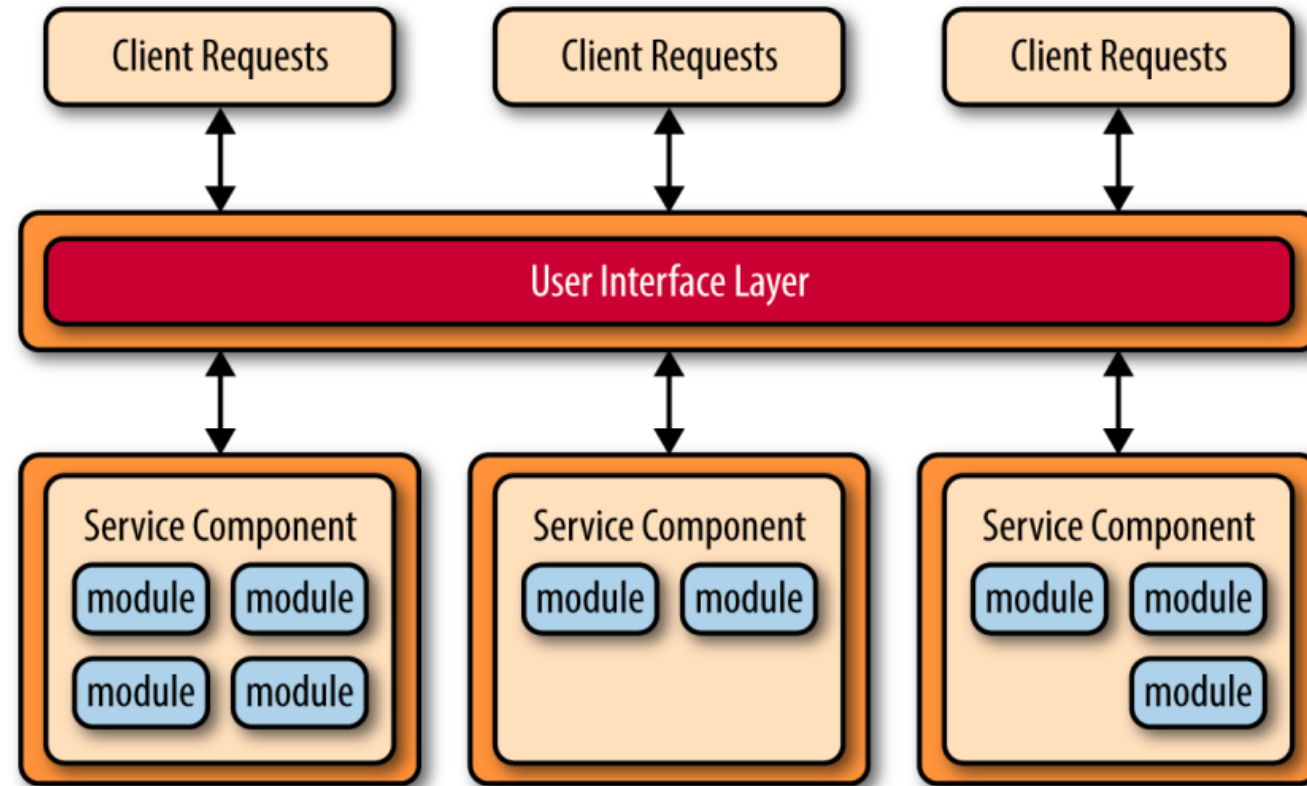 Client Requests
Client Requests
Client Requests
User Interface Layer
Service Component
module module
module module
Service Component
module module
Service Component
module module
module